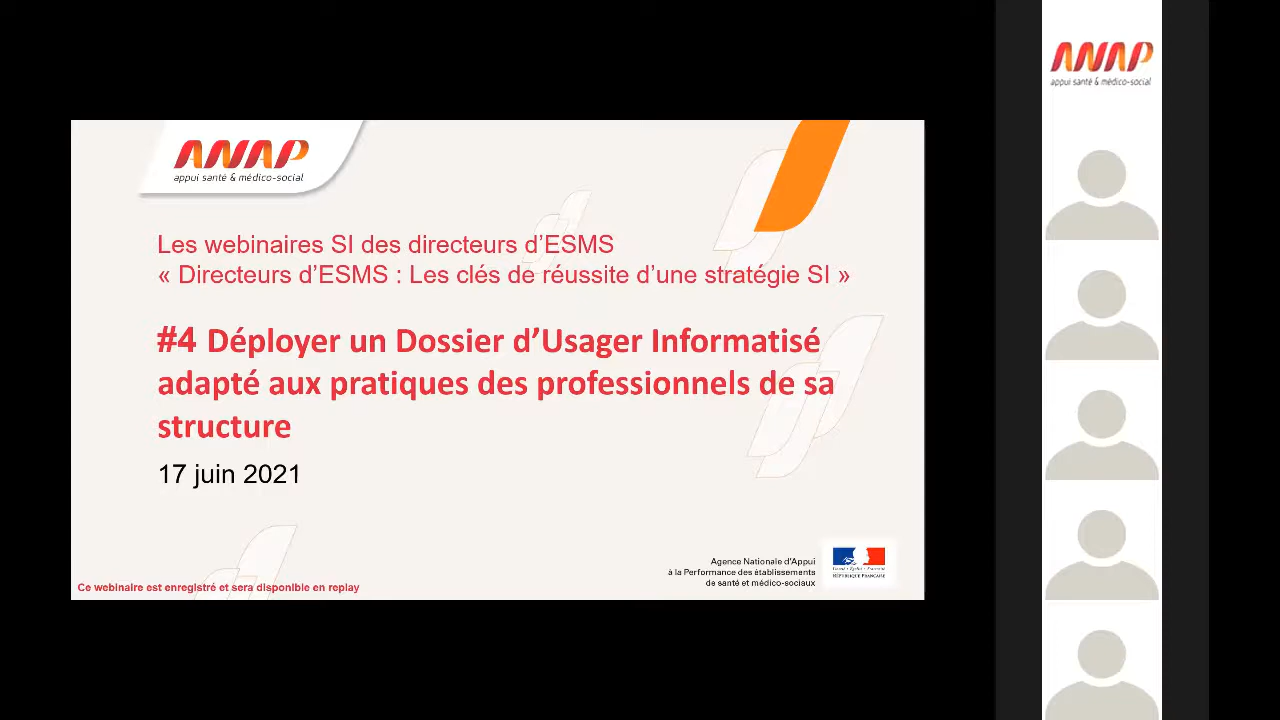 ANAP
appui santé & médico-social
Les webinaires SI des directeurs d'ESMS
« Directeurs d'ESMS : Les clés de réussite d'une stratégie SI »
#4 Déployer un Dossier d'Usager Informatisé
adapté aux pratiques des professionnels de sa
structure
17 juin 2021
Agence Nationale d'Appui
à la Performance des établissements
de santé et médico-sociaux
Liberté • Égalité • Fraternité
RÉPUBLIQUE FRANÇAISE
Ce webinaire est enregistré et sera disponible en replay
ANAP
appui santé & médico-social